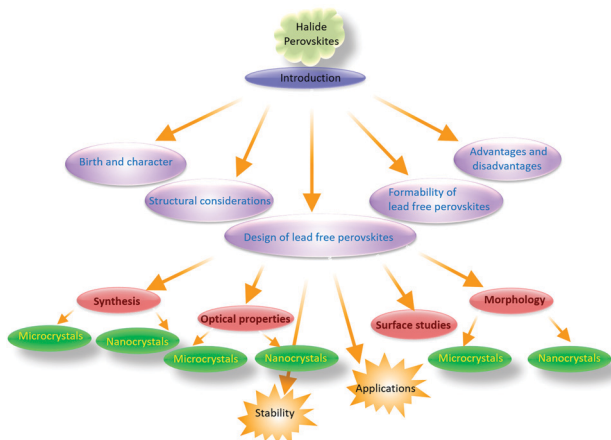 Halide
Perovskites
Introduction
Birth and character
Advantages and
disadvantages
Structural considerations
Formability of
lead free perovskites
Design of lead free perovskites
Synthesis
Optical properties
Surface studies
Morphology
Microcrystals
Nanocrystals
Microcrystals
Nanocrystals
Microcrystals
Nanocrystals
Stability
Applications